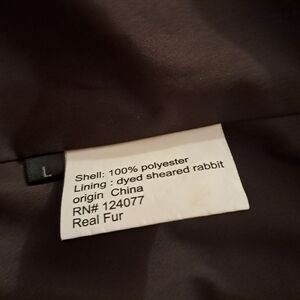 L
Shell: 100% polyester
Lining : dyed sheared rabbit
origin China
RN# 124077
Real Fur